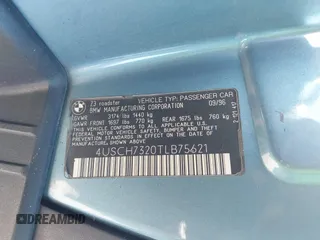 BMW
Z3 roadster VEHICLE TYP: PASSENGER CAR
BMW MANUFACTURING CORPORATION 09/96
GVWR 3174 lbs 1440 kg
GAWR FRONT 1697 lbs 770 kg REAR 1675 lbs 760 kg
THIS VEHICLE CONFORMS TO ALL APPLICABLE
FEDERAL MOTOR VEHICLE SAFETY, BUMPER AND
THEFT PREVENTION STANDARDS IN EFFECT ON THE
DATE OF MANUFACTURE SHOWN ABOVE.
4USCH7320TLB75621
DREAMBID